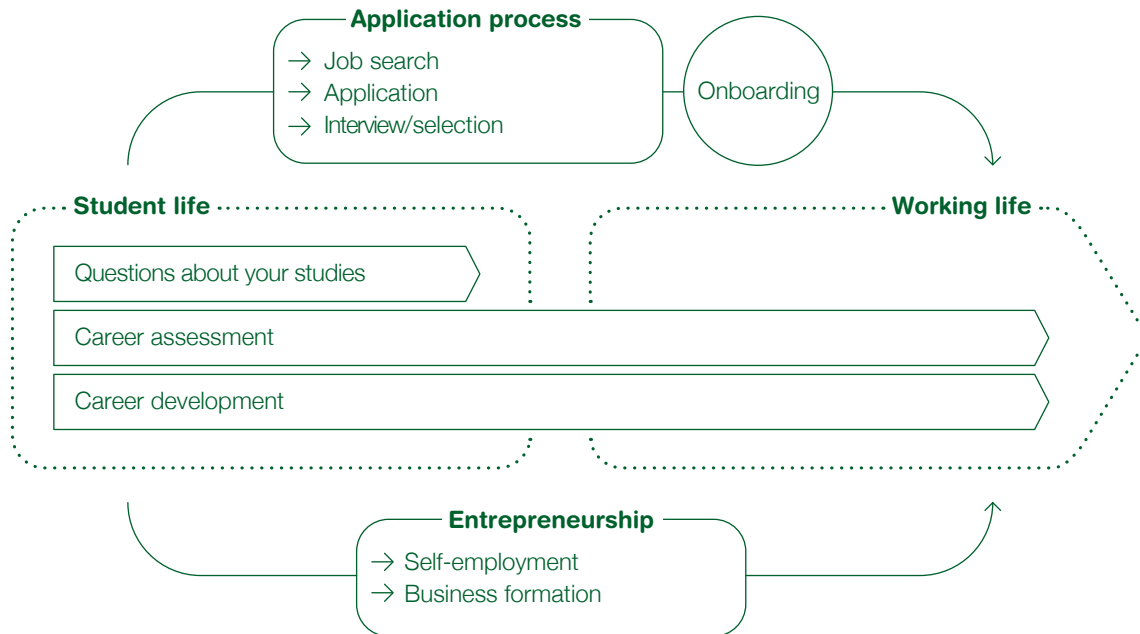 Application process
→ Job search
→ Application
→ Interview/selection
Onboarding
Student life
Working life
Questions about your studies
Career assessment
Career development
Entrepreneurship
→ Self-employment
→ Business formation